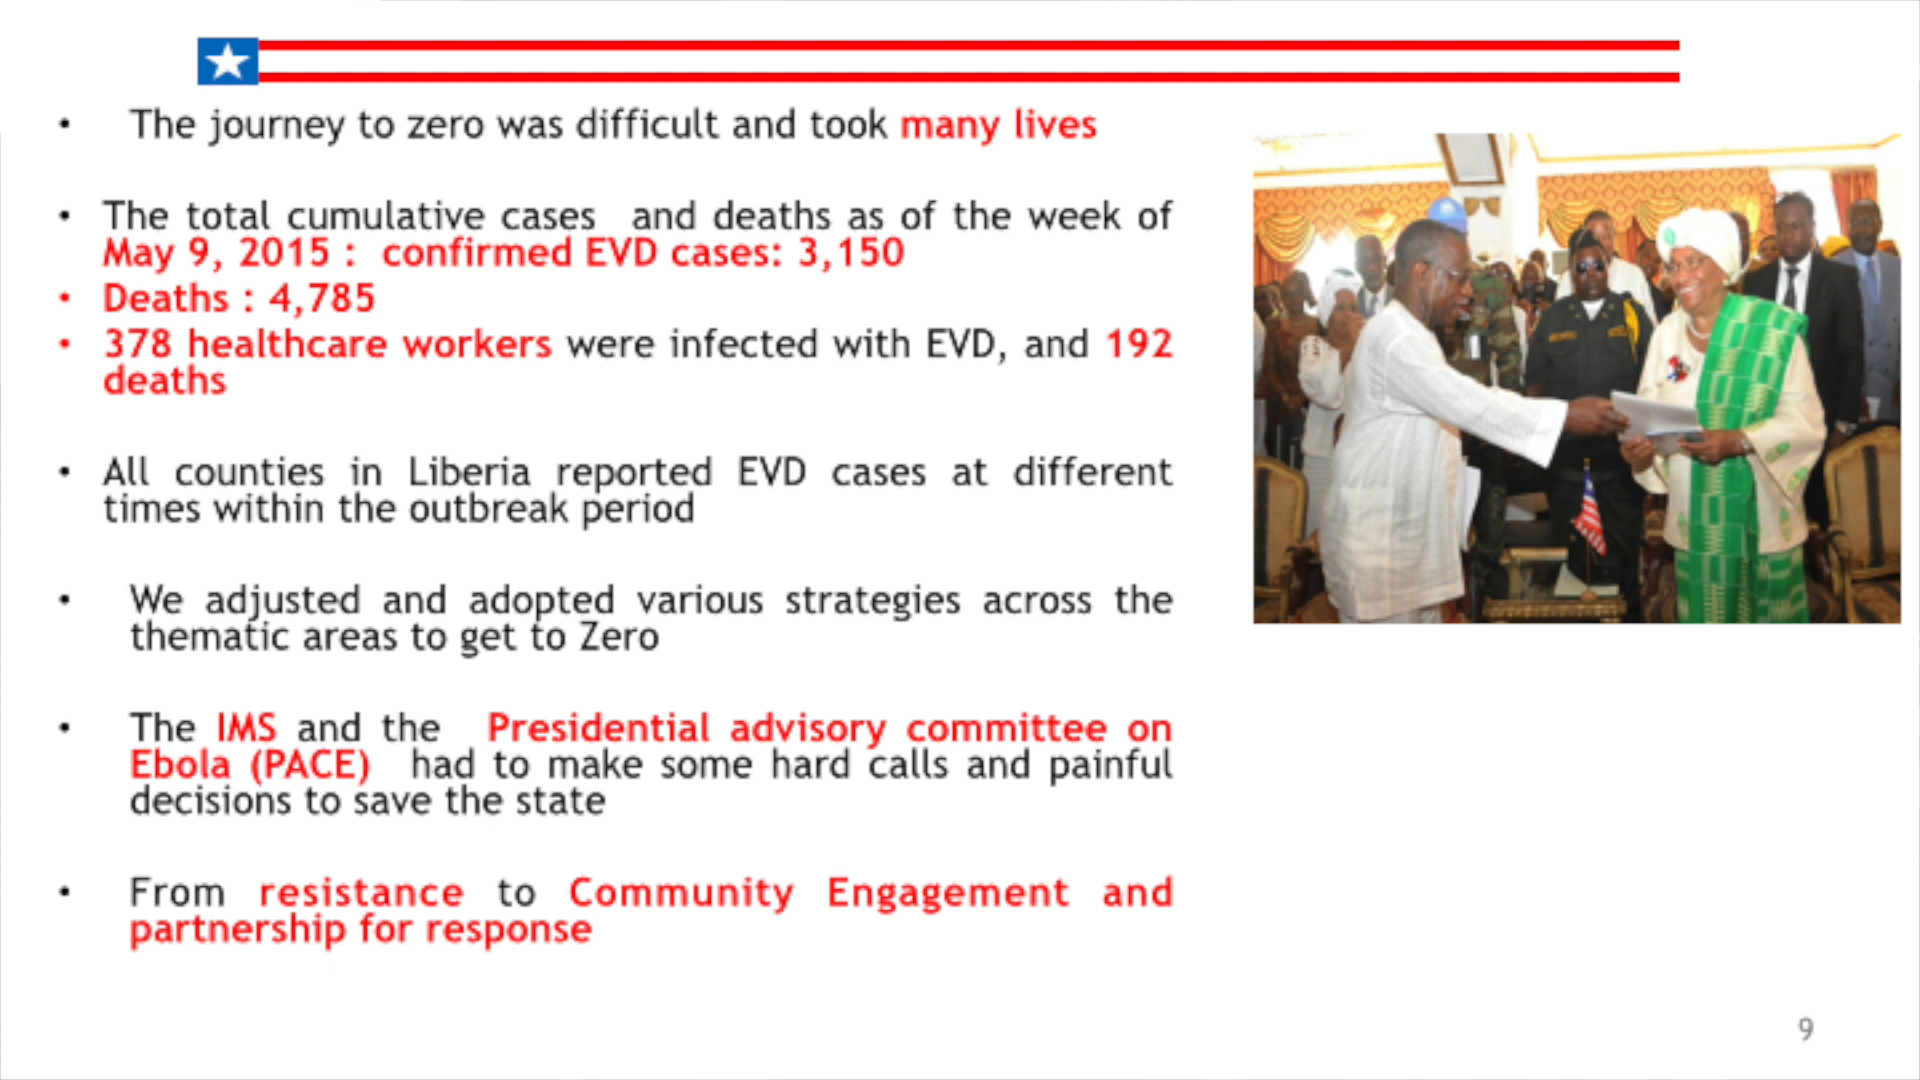 • The journey to zero was difficult and took many lives
• The total cumulative cases and deaths as of the week of
May 9, 2015 : confirmed EVD cases: 3,150
• Deaths : 4,785
• 378 healthcare workers were infected with EVD, and 192
deaths
• All counties in Liberia reported EVD cases at different
times within the outbreak period
• We adjusted and adopted various strategies across the
thematic areas to get to Zero
• The IMS and the Presidential advisory committee on
Ebola (PACE) had to make some hard calls and painful
decisions to save the state
• From resistance to Community Engagement and
partnership for response
9